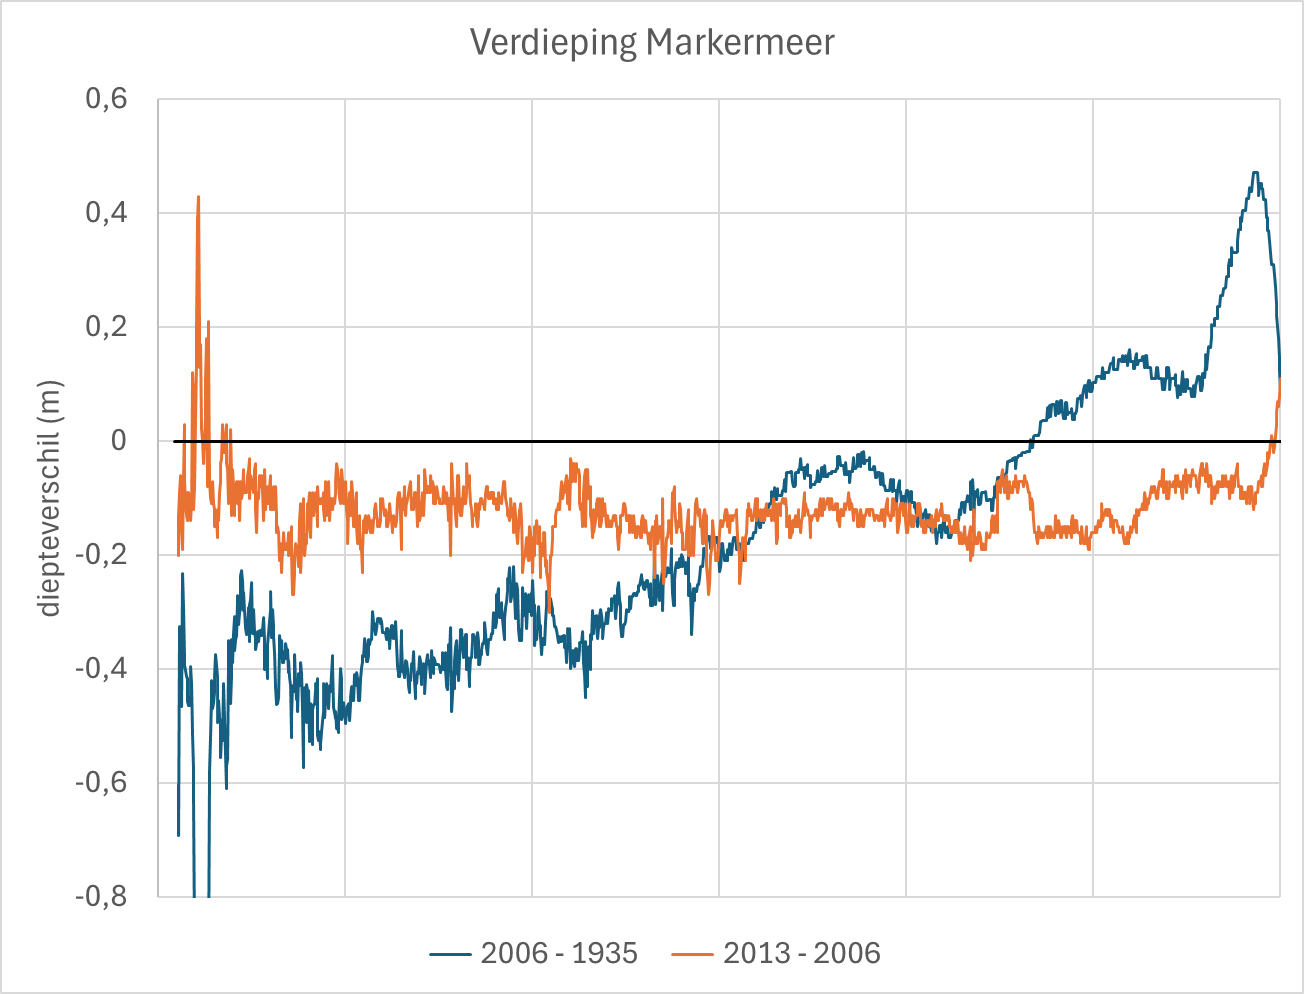 Verdieping Markermeer
0,6
0,4
0,2
0
-0,2
-0,4
-0,6
-0,8
diepteverschil (m)
2006 - 1935
2013 - 2006